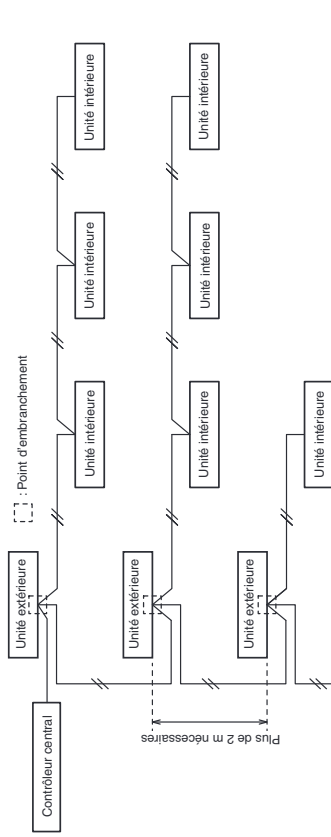 : Point d'embranchement
Contrôleur central
Unité extérieure
Unité intérieure
Unité intérieure
Unité intérieure
Unité extérieure
Unité intérieure
Unité intérieure
Unité intérieure
Unité extérieure
Unité intérieure
Plus de 2 m nécessaires